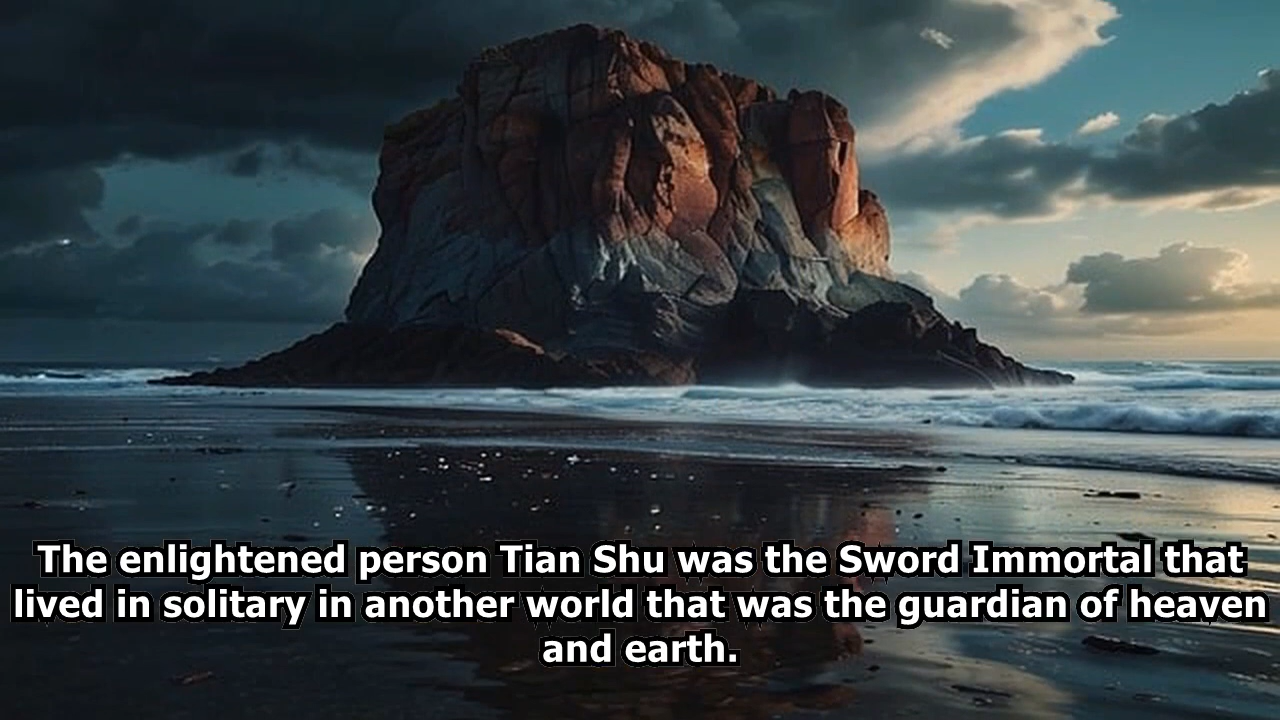 The enlightened person Tian Shu was the Sword Immortal that
lived in solitary in another world that was the guardian of heaven
and earth.